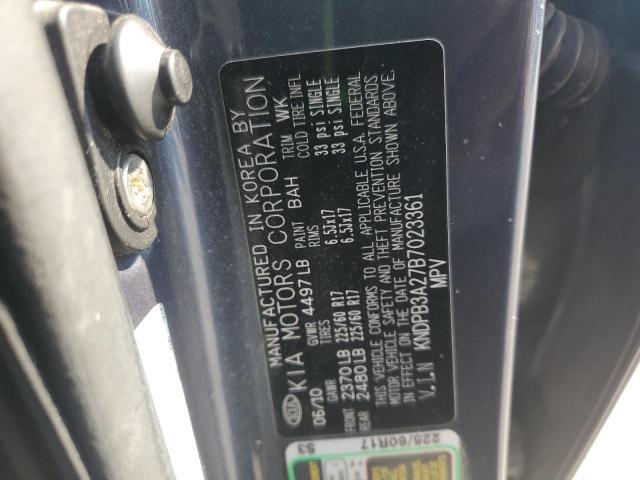 MANUFACTURED IN KOREA BY
KIA KIA MOTORS CORPORATION
06/10 GVWR 4497 LB PAINT BAH TRIM WK
GAWR TIRES RIMS COLD TIRE INFL
FRONT 2370 LB 225/60 R17 6.5Jx17 33 psi SINGLE
REAR 2480 LB 225/60 R17 6.5Jx17 33 psi SINGLE
THIS VEHICLE CONFORMS TO ALL APPLICABLE U.S.A. FEDERAL
MOTOR VEHICLE SAFETY AND THEFT PREVENTION STANDARDS
IN EFFECT ON THE DATE OF MANUFACTURE SHOWN ABOVE.
V.I.N KNDPB3A27B7023361
MPV
225/60R17
S3